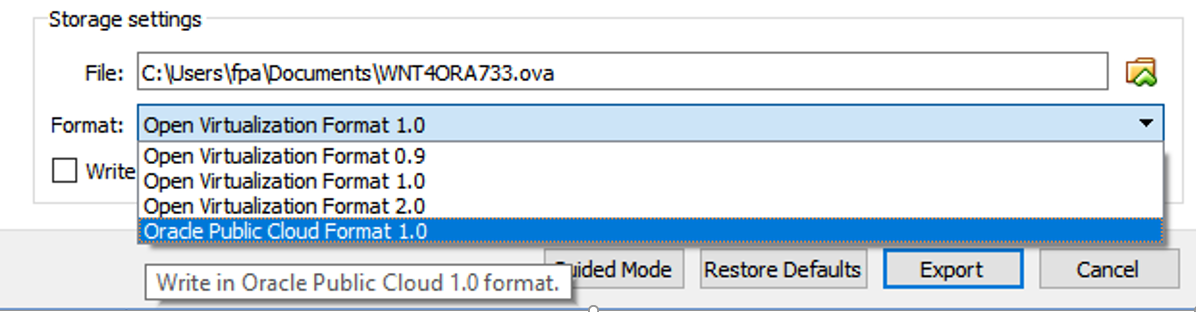 Storage settings
File: C:\Users\fpa\Documents\WNT4ORA733.ova
Format: Open Virtualization Format 1.0
Open Virtualization Format 0.9
Write Open Virtualization Format 1.0
Open Virtualization Format 2.0
Oracle Public Cloud Format 1.0
Write in Oracle Public Cloud 1.0 format.
Guided Mode Restore Defaults Export Cancel